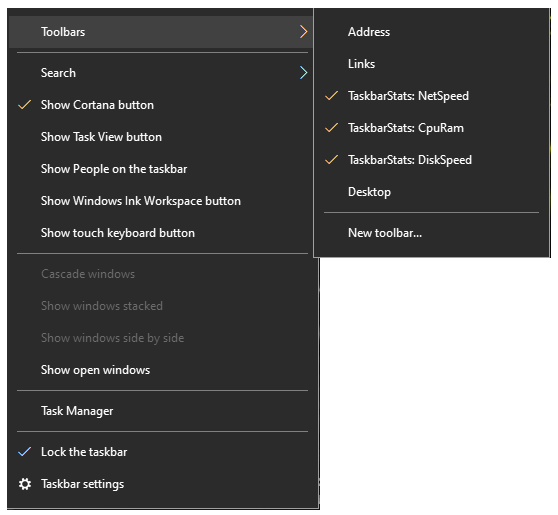 Toolbars
Search
Show Cortana button
Show Task View button
Show People on the taskbar
Show Windows Ink Workspace button
Show touch keyboard button
Cascade windows
Show windows stacked
Show windows side by side
Show open windows
Task Manager
Lock the taskbar
Taskbar settings
Address
Links
TaskbarStats: NetSpeed
TaskbarStats: CpuRam
TaskbarStats: DiskSpeed
Desktop
New toolbar...